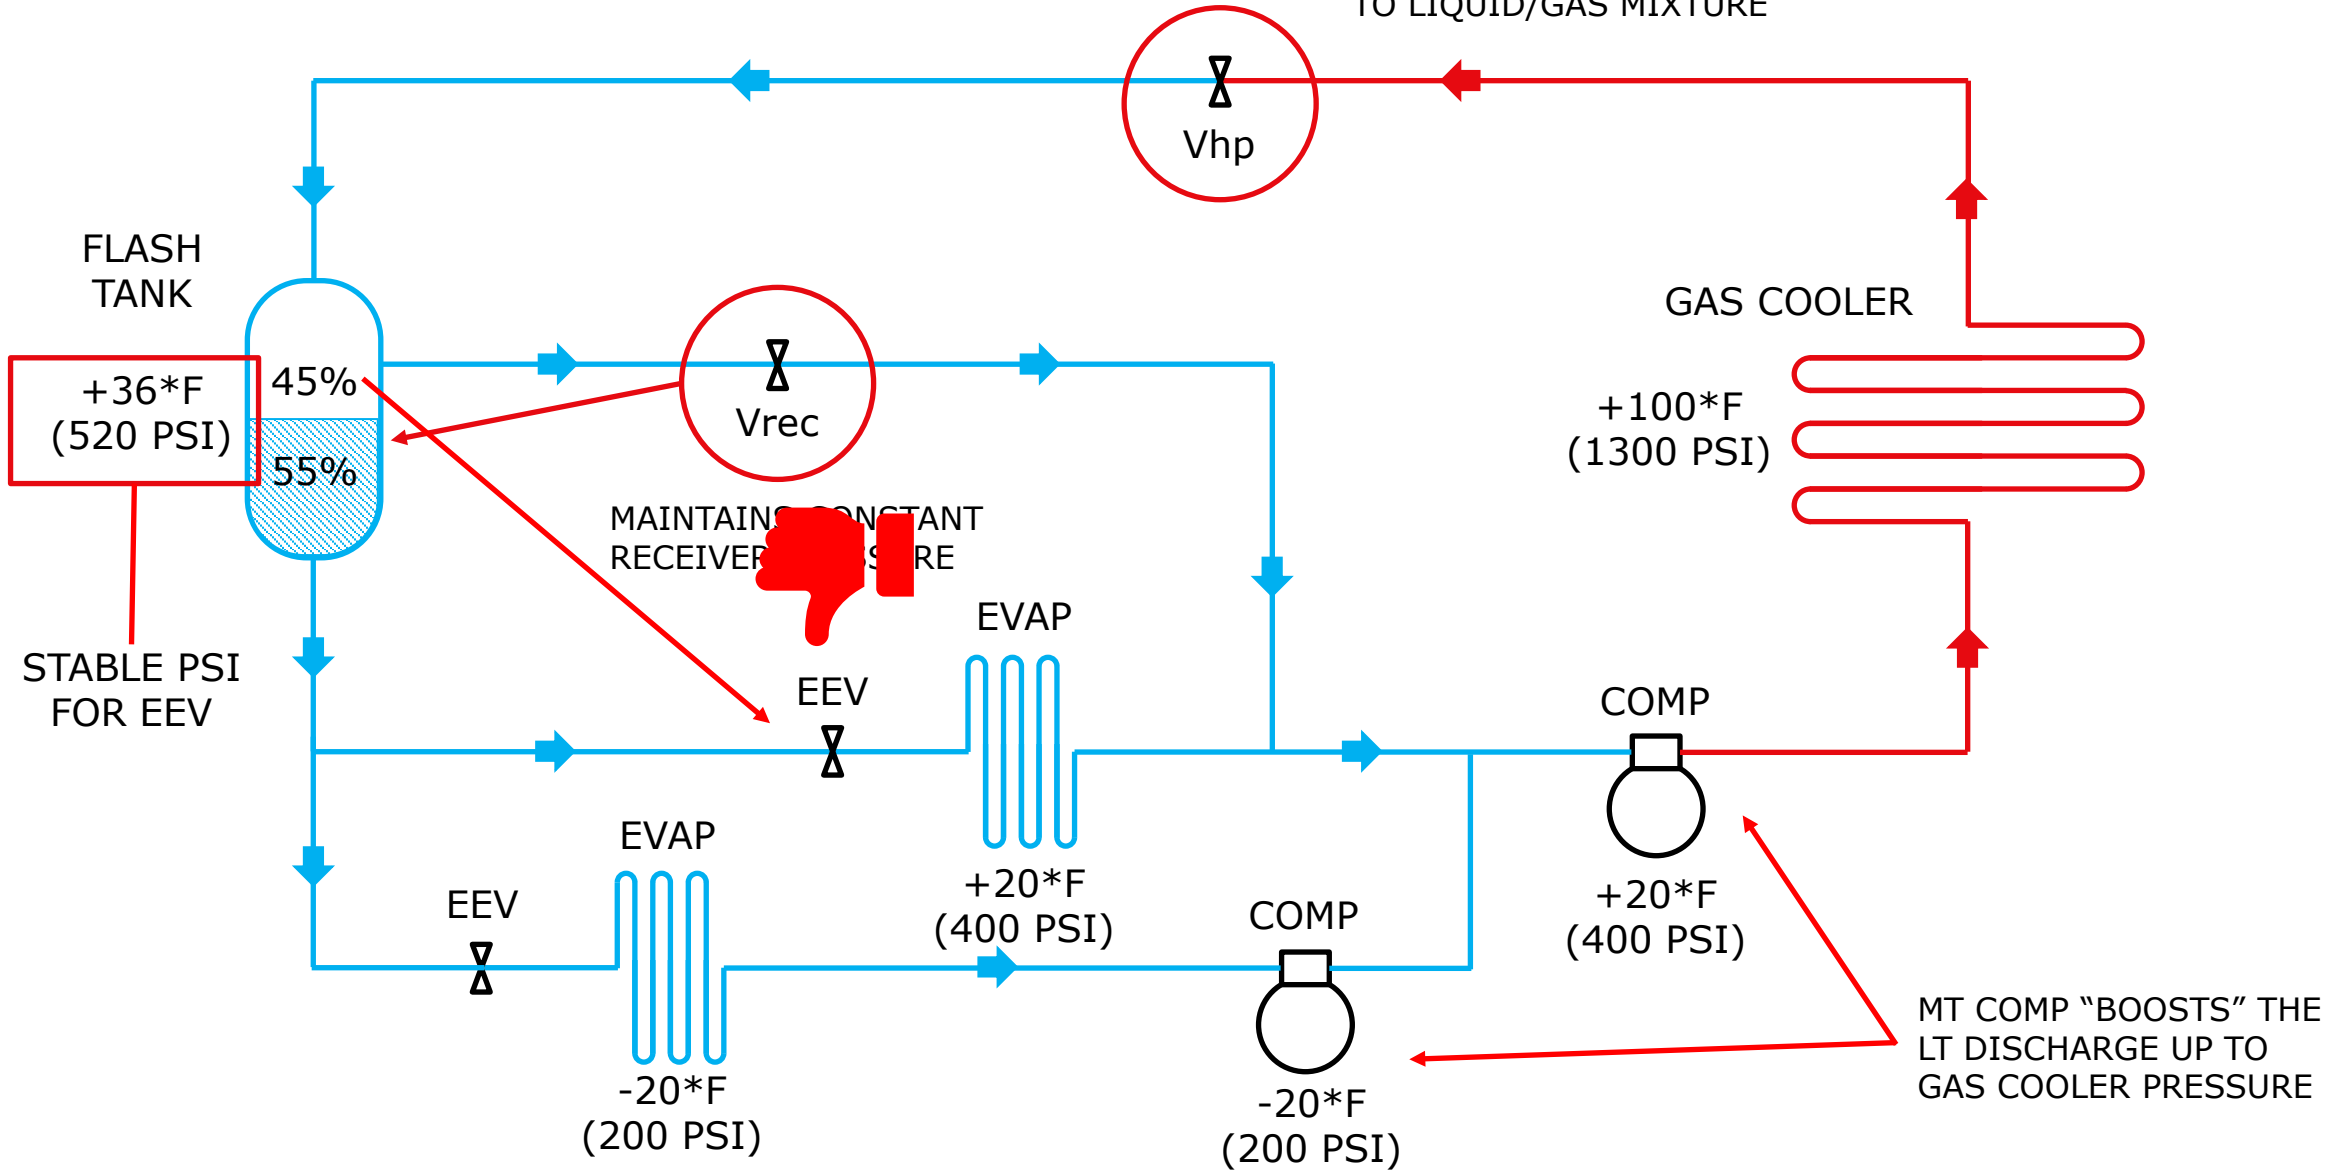 TO LIQUID/GAS MIXTURE
Vhp
FLASH
TANK
GAS COOLER
45%
+36*F
(520 PSI)
55%
Vrec
+100*F
(1300 PSI)
MAINTAINS CONSTANT
RECEIVER PRESSURE
EVAP
STABLE PSI
FOR EEV
EEV
COMP
EVAP
+20*F
(400 PSI)
EEV
COMP
+20*F
(400 PSI)
-20*F
(200 PSI)
-20*F
(200 PSI)
MT COMP “BOOSTS” THE
LT DISCHARGE UP TO
GAS COOLER PRESSURE